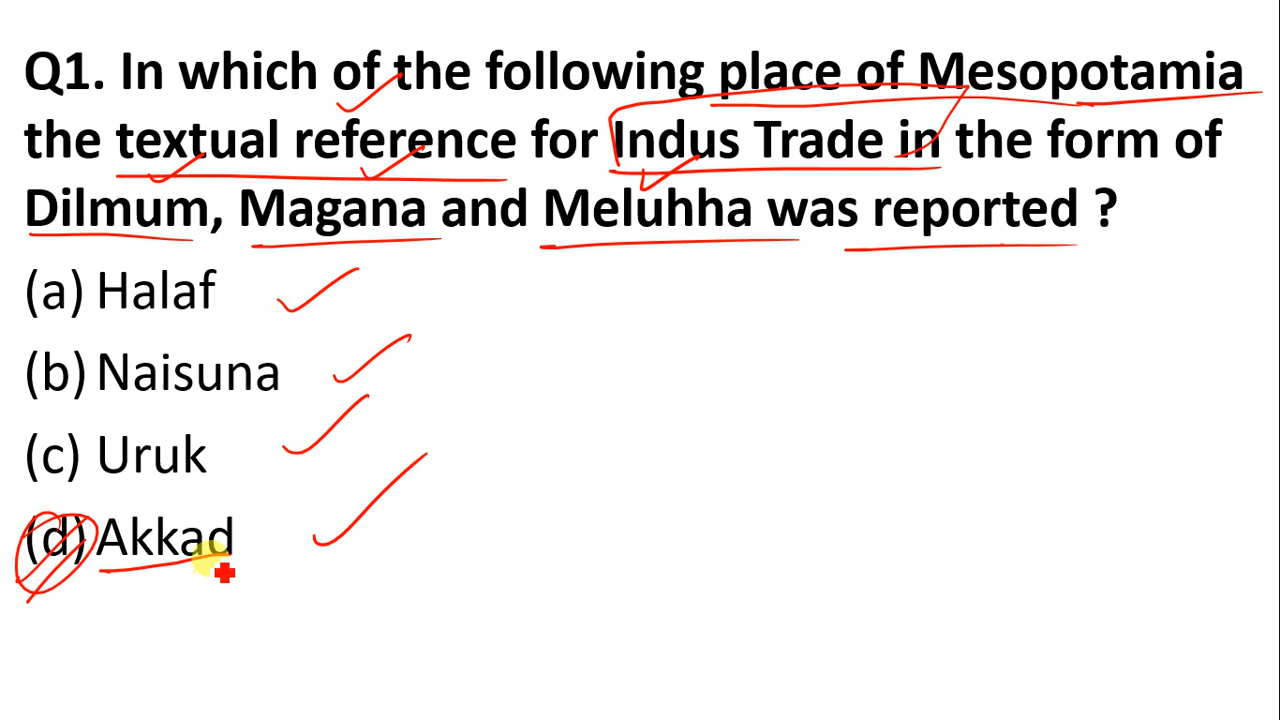 Q1. In which of the following place of Mesopotamia
the textual reference for Indus Trade in the form of
Dilmum, Magana and Meluhha was reported ?
(a) Halaf
(b) Naisuna
(c) Uruk
(d) Akkad